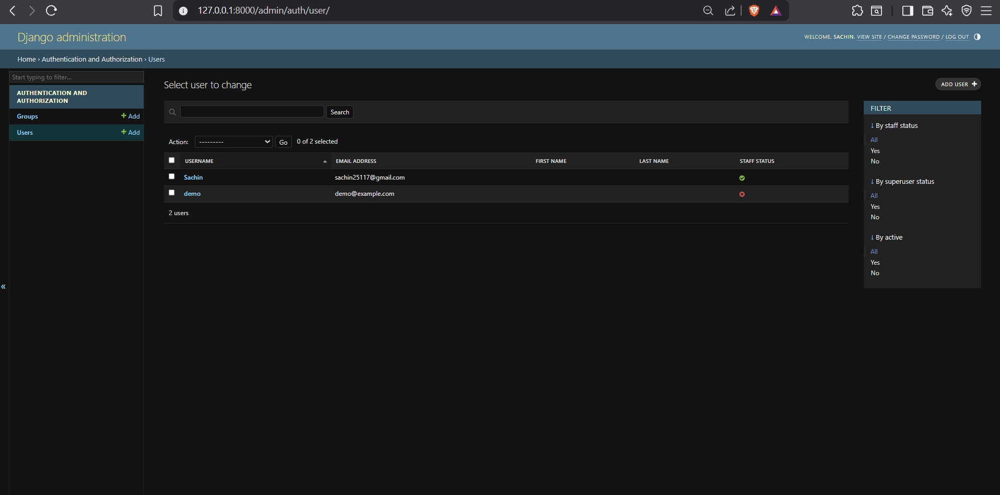 127.0.0.1:8000/admin/auth/user/
Django administration
WELCOME, SACHIN. VIEW SITE / CHANGE PASSWORD / LOG OUT
Home › Authentication and Authorization › Users
Start typing to filter...
AUTHENTICATION AND
AUTHORIZATION
Groups + Add
Users + Add
«
Select user to change
ADD USER +
Search
Action: --------- Go 0 of 2 selected
USERNAME EMAIL ADDRESS FIRST NAME LAST NAME STAFF STATUS
Sachin sachin25117@gmail.com
demo demo@example.com
2 users
FILTER
↓ By staff status
All
Yes
No
↓ By superuser status
All
Yes
No
↓ By active
All
Yes
No